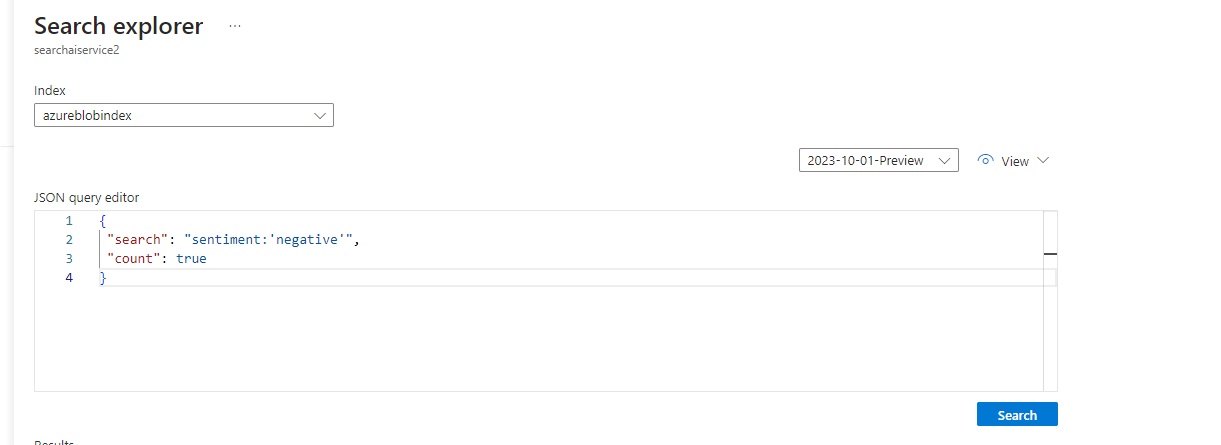 Search explorer ...
searchaiservice2
Index
azureblobindex
2023-10-01-Preview View
JSON query editor
1 {
2 "search": "sentiment:'negative'",
3 "count": true
4 }
Search
Results